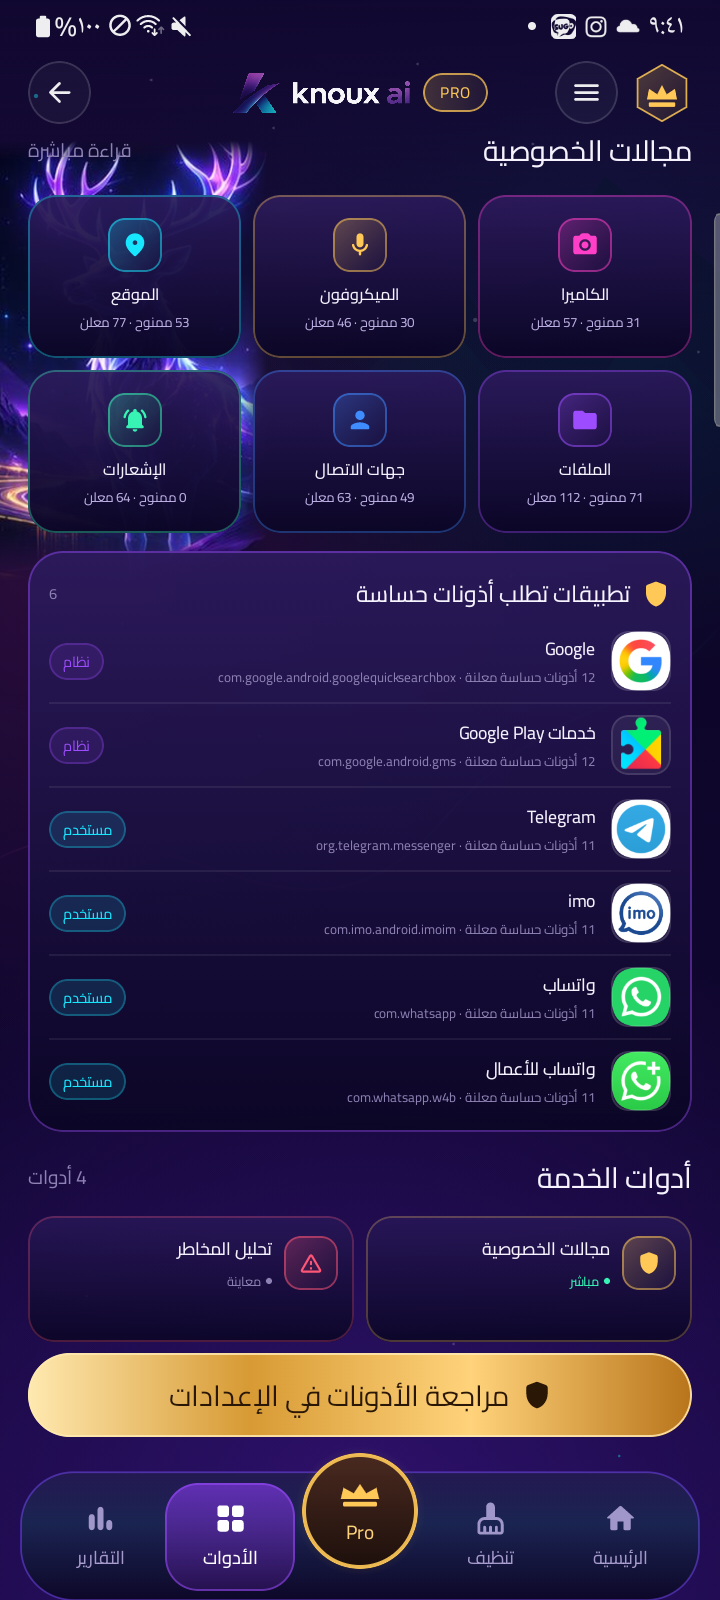 ٩:٤١
%١٠٠
knoux ai
PRO
مجالات الخصوصية
قراءة مباشرة
الكاميرا
31 ممنوح · 57 معلن
الميكروفون
30 ممنوح · 46 معلن
الموقع
53 ممنوح · 77 معلن
الملفات
71 ممنوح · 112 معلن
جهات الاتصال
49 ممنوح · 63 معلن
الإشعارات
0 ممنوح · 64 معلن
تطبيقات تطلب أذونات حساسة
6
Google
12 أذونات حساسة معلنة · com.google.android.googlequicksearchbox
نظام
خدمات Google Play
12 أذونات حساسة معلنة · com.google.android.gms
نظام
Telegram
11 أذونات حساسة معلنة · org.telegram.messenger
مستخدم
imo
imo
11 أذونات حساسة معلنة · com.imo.android.imoim
مستخدم
واتساب
11 أذونات حساسة معلنة · com.whatsapp
مستخدم
واتساب للأعمال
11 أذونات حساسة معلنة · com.whatsapp.w4b
مستخدم
أدوات الخدمة
4 أدوات
مجالات الخصوصية
مباشر
تحليل المخاطر
معاينة
مراجعة الأذونات في الإعدادات
الرئيسية
تنظيف
Pro
الأدوات
التقارير